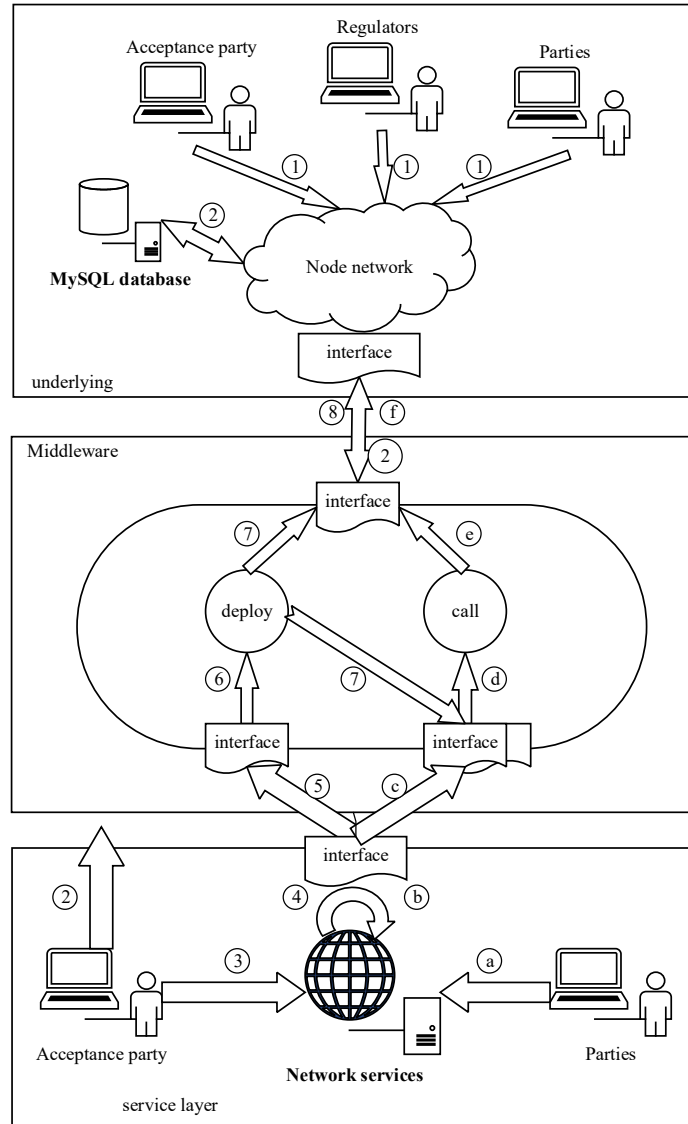 Regulators
Acceptance party
Parties
1
1
1
2
MySQL database
Node network
interface
underlying
8
f
Middleware
2
interface
7
e
deploy
call
6
7
d
interface
interface
5
c
interface
2
4
b
3
a
Acceptance party
Network services
Parties
service layer